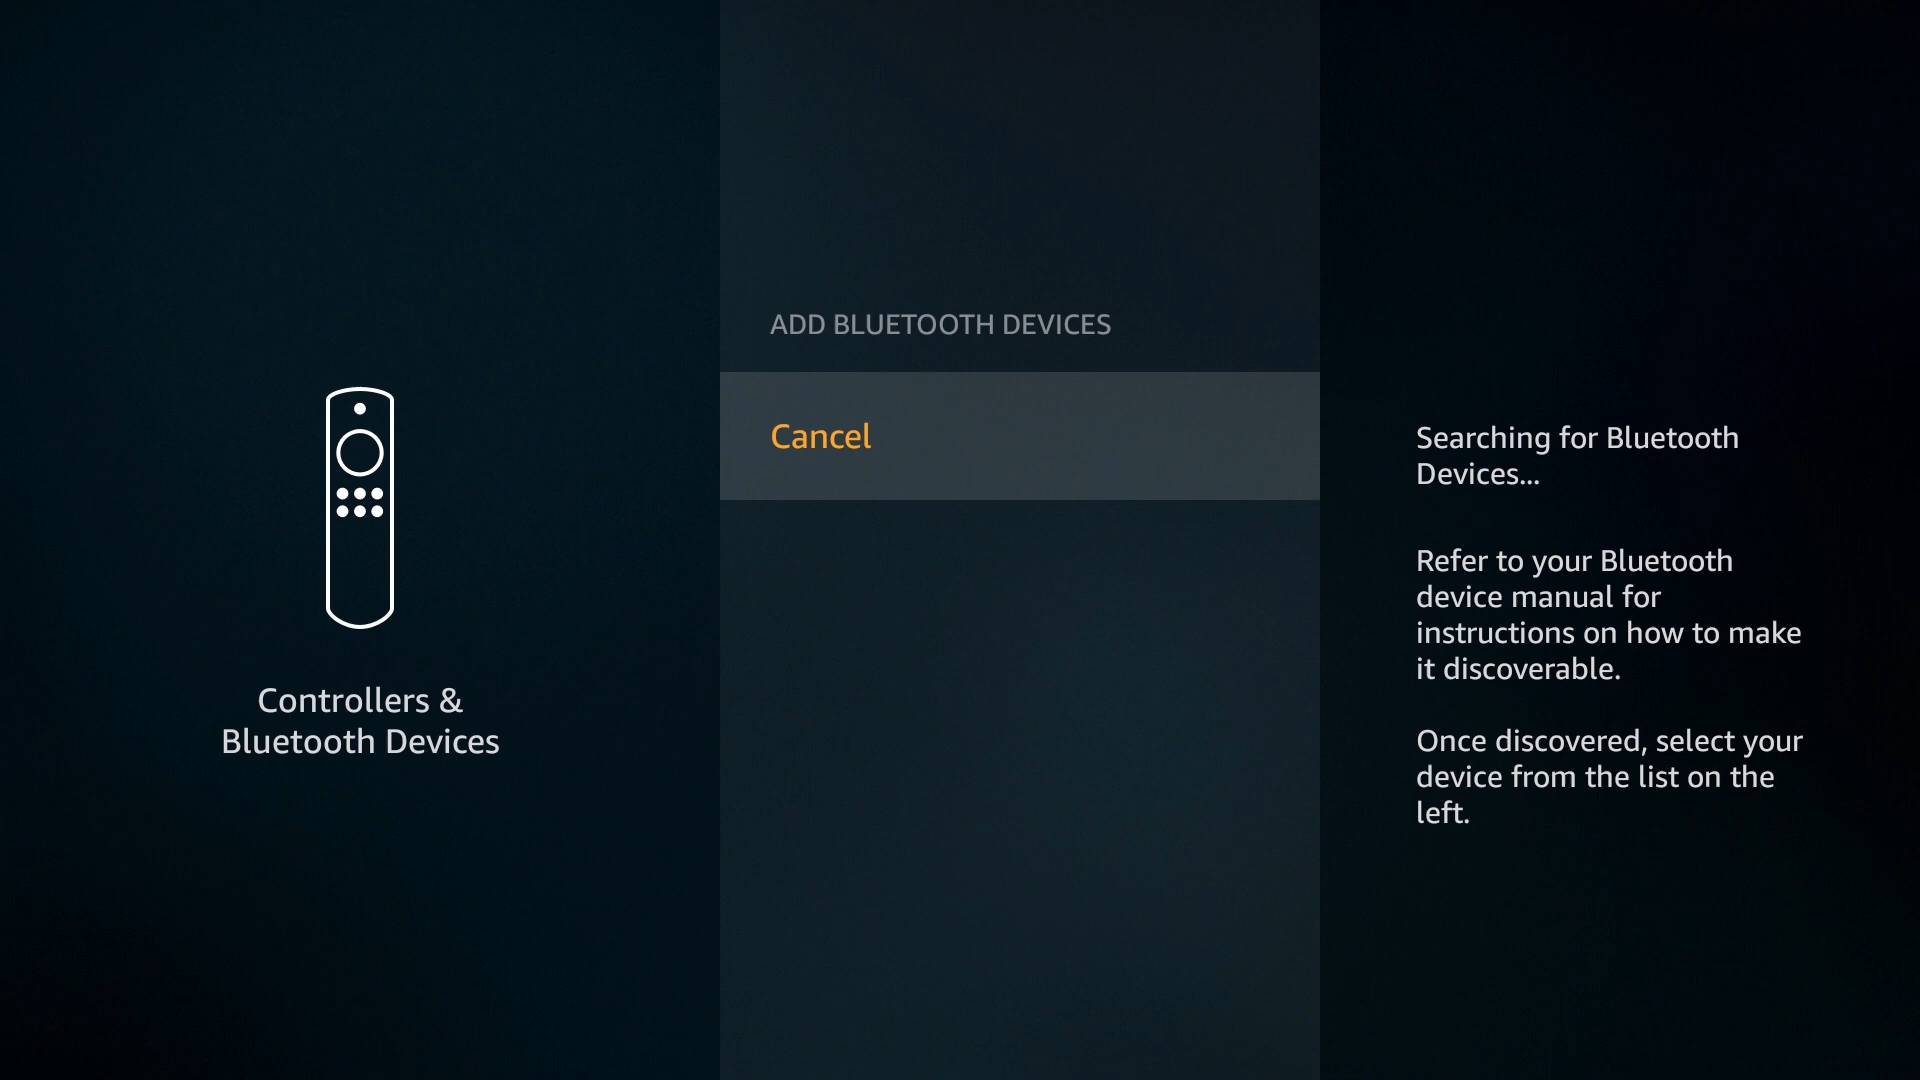 Controllers &
Bluetooth Devices
ADD BLUETOOTH DEVICES
Cancel
Searching for Bluetooth
Devices...
Refer to your Bluetooth
device manual for
instructions on how to make
it discoverable.
Once discovered, select your
device from the list on the
left.